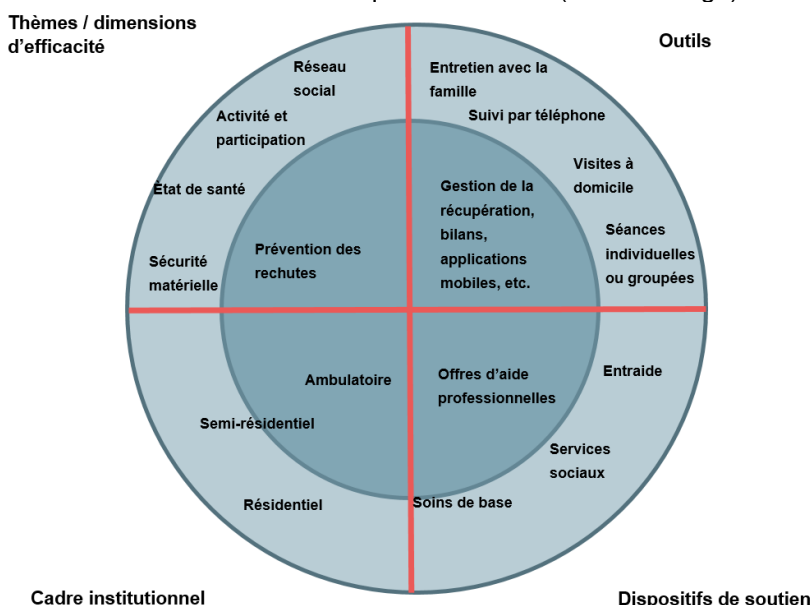 Thèmes / dimensions
d'efficacité
Outils
Réseau
social
Activité et
participation
Ètat de santé
Sécurité
matérielle
Prévention des
rechutes
Entretien avec la
famille
Suivi par téléphone
Visites à
domicile
Séances
individuelles
ou groupées
Gestion de la
récupération,
bilans,
applications
mobiles, etc.
Ambulatoire
Semi-résidentiel
Résidentiel
Offres d'aide
professionnelles
Entraide
Services
sociaux
Soins de base
Cadre institutionnel
Dispositifs de soutien